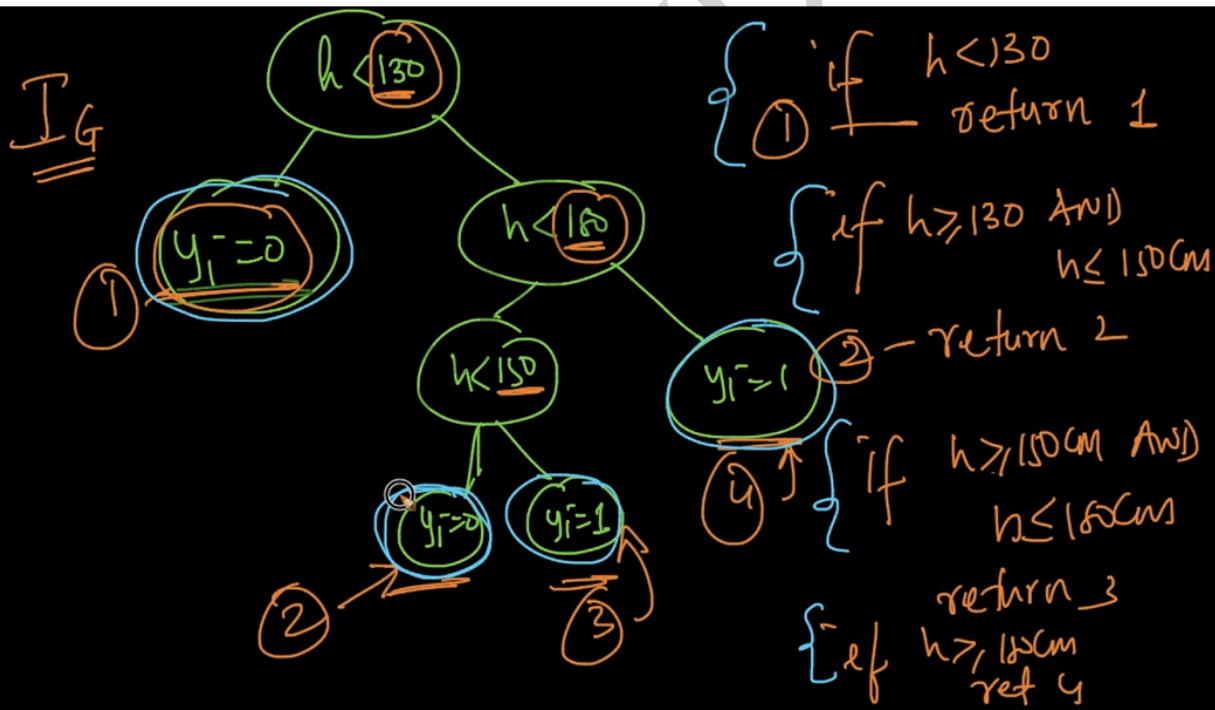 I_G
h < 130
yᵢ=0
①
h < 180
h < 150
yᵢ=1
yᵢ=0
yᵢ=1
②
③
④
① if h<130
return 1
if h≥130 AND
h≤150cm
② - return 2
if h≥150cm AND
h≤180cm
return 3
if h≥180cm
ret 4